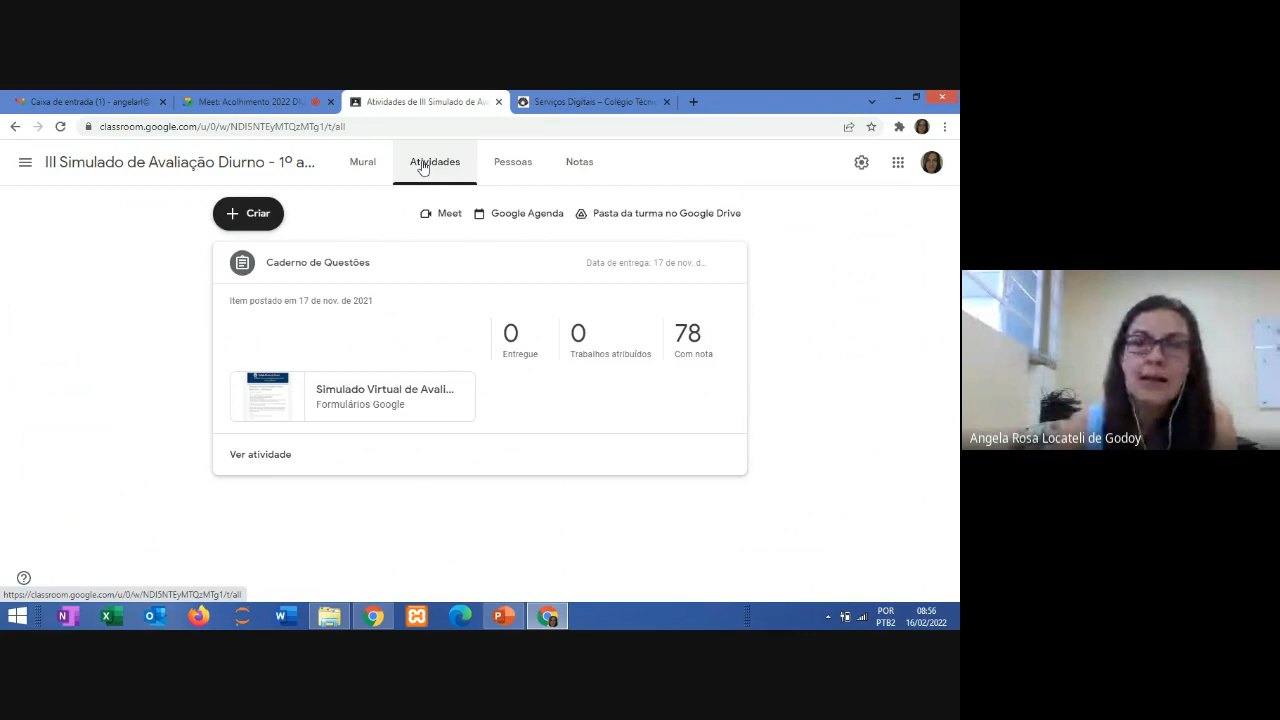 Caixa de entrada (1) - angelarl@
Meet: Acolhimento 2022 DIU
Atividades de III Simulado de Av
Serviços Digitais – Colégio Técni
classroom.google.com/u/0/w/NDI5NTEyMTQzMTg1/t/all
III Simulado de Avaliação Diurno - 1º a...
Mural
Atividades
Pessoas
Notas
Criar
Meet
Google Agenda
Pasta da turma no Google Drive
Caderno de Questões
Data de entrega: 17 de nov. d...
Item postado em 17 de nov. de 2021
0
0
78
Entregue
Trabalhos atribuídos
Com nota
Simulado Virtual de Avali...
Formulários Google
Ver atividade
https://classroom.google.com/u/0/w/NDI5NTEyMTQzMTg1/t/all
POR
PTB2
08:56
16/02/2022
Angela Rosa Locateli de Godoy